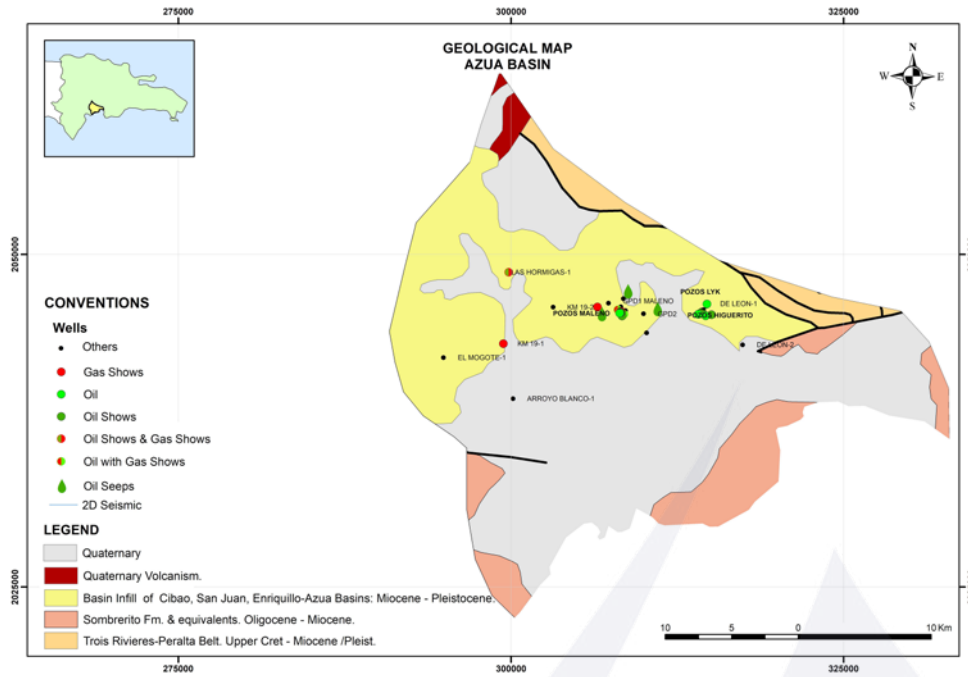 275000
300000
325000
GEOLOGICAL MAP
AZUA BASIN
N
W
E
S
2050000
2050000
LAS HORMIGAS-1
POZOS LYK
KM 19-2
SPD1 MALENO
DE LEON-1
POZOS MALENO
SPD2
POZOS HIGUERITO
KM 19-1
DE LEON-2
EL MOGOTE-1
ARROYO BLANCO-1
CONVENTIONS
Wells
Others
Gas Shows
Oil
Oil Shows
Oil Shows & Gas Shows
Oil with Gas Shows
Oil Seeps
2D Seismic
LEGEND
Quaternary
Quaternary Volcanism.
Basin Infill of Cibao, San Juan, Enriquillo-Azua Basins: Miocene - Pleistocene.
Sombrerito Fm. & equivalents. Oligocene - Miocene.
Trois Rivieres-Peralta Belt. Upper Cret - Miocene /Pleist.
2025000
2025000
10
5
0
10 Km
275000
300000
325000